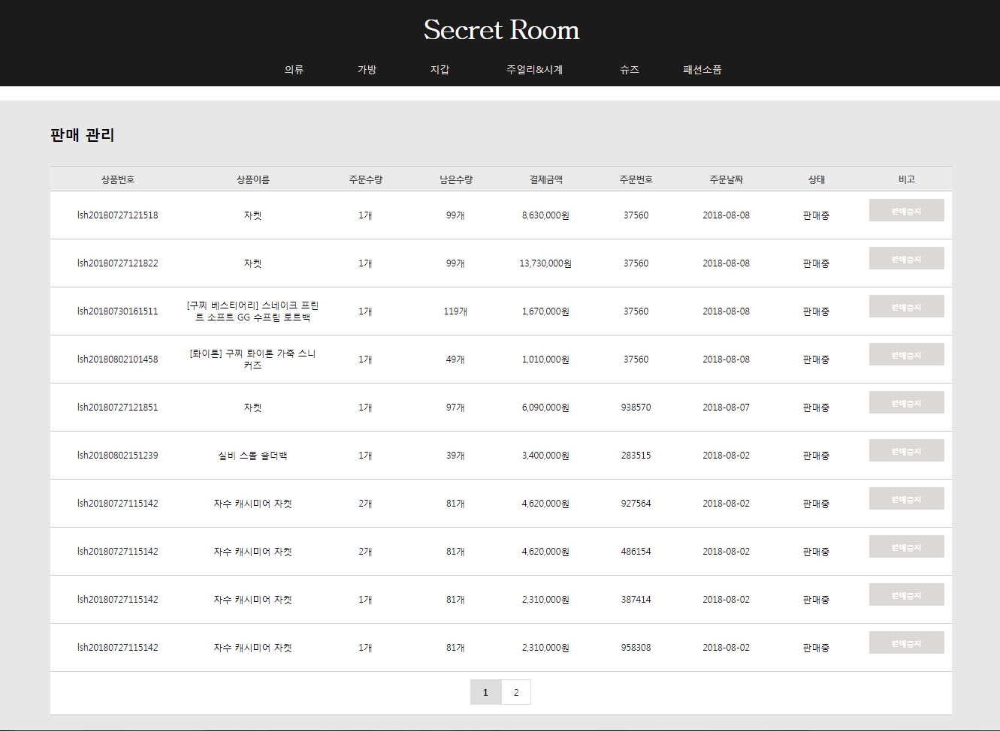 Secret Room
의류 가방 지갑 주얼리&시계 슈즈 패션소품
판매 관리
상품번호 상품이름 주문수량 남은수량 결제금액 주문번호 주문날짜 상태 비고
lsh20180727121518 자켓 1개 99개 8,630,000원 37560 2018-08-08 판매중 판매중지
lsh20180727121822 자켓 1개 99개 13,730,000원 37560 2018-08-08 판매중 판매중지
lsh20180730161511 [구찌 베스티어리] 스네이크 프린 1개 119개 1,670,000원 37560 2018-08-08 판매중 판매중지
트 소프트 GG 수프림 토트백
lsh20180802101458 [롸이톤] 구찌 롸이톤 가죽 스니 1개 49개 1,010,000원 37560 2018-08-08 판매중 판매중지
커즈
lsh20180727121851 자켓 1개 97개 6,090,000원 938570 2018-08-07 판매중 판매중지
lsh20180802151239 실비 스몰 숄더백 1개 39개 3,400,000원 283515 2018-08-02 판매중 판매중지
lsh20180727115142 자수 캐시미어 자켓 2개 81개 4,620,000원 927564 2018-08-02 판매중 판매중지
lsh20180727115142 자수 캐시미어 자켓 2개 81개 4,620,000원 486154 2018-08-02 판매중 판매중지
lsh20180727115142 자수 캐시미어 자켓 1개 81개 2,310,000원 387414 2018-08-02 판매중 판매중지
lsh20180727115142 자수 캐시미어 자켓 1개 81개 2,310,000원 958308 2018-08-02 판매중 판매중지
1 2